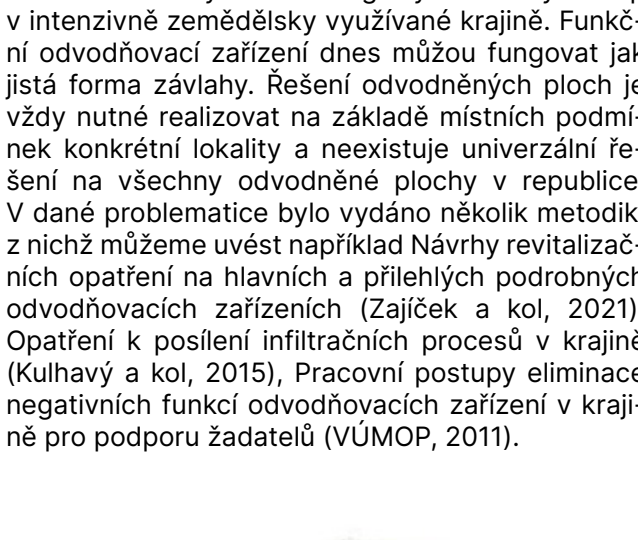 v intenzivně zemědělsky využívané krajině. Funkč-
ní odvodňovací zařízení dnes můžou fungovat jak
jistá forma závlahy. Řešení odvodněných ploch je
vždy nutné realizovat na základě místních podmí-
nek konkrétní lokality a neexistuje univerzální ře-
šení na všechny odvodněné plochy v republice
V dané problematice bylo vydáno několik metodik
z nichž můžeme uvést například Návrhy revitalizač-
ních opatření na hlavních a přilehlých podrobných
odvodňovacích zařízeních (Zajíček a kol, 2021)
Opatření k posílení infiltračních procesů v krajině
(Kulhavý a kol, 2015), Pracovní postupy eliminace
negativních funkcí odvodňovacích zařízení v kraji-
ně pro podporu žadatelů (VÚMOP, 2011).